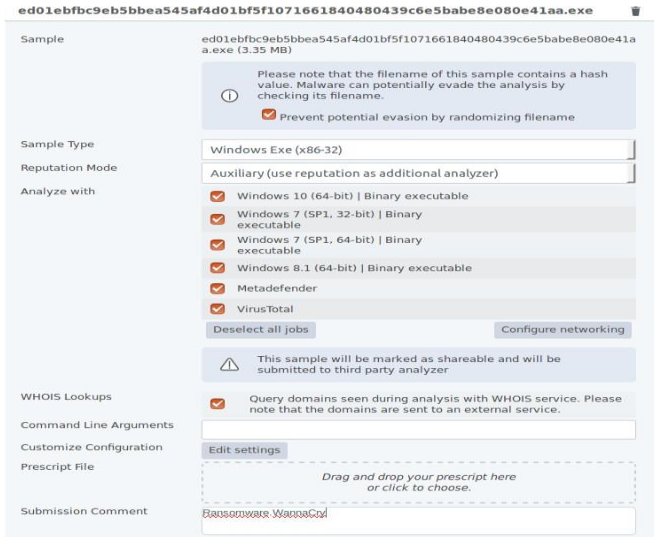 ed01ebfbc9eb5bbea545af4d01bf5f1071661840480439c6e5babe8e080e41aa.exe
Sample
ed01ebfbc9eb5bbea545af4d01bf5f1071661840480439c6e5babe8e080e41a
a.exe (3.35 MB)
Please note that the filename of this sample contains a hash
value. Malware can potentially evade the analysis by
checking its filename.
Prevent potential evasion by randomizing filename
Sample Type
Windows Exe (x86-32)
Reputation Mode
Auxiliary (use reputation as additional analyzer)
Analyze with
Windows 10 (64-bit) | Binary executable
Windows 7 (SP1, 32-bit) | Binary
executable
Windows 7 (SP1, 64-bit) | Binary
executable
Windows 8.1 (64-bit) | Binary executable
Metadefender
VirusTotal
Deselect all jobs
Configure networking
This sample will be marked as shareable and will be
submitted to third party analyzer
WHOIS Lookups
Query domains seen during analysis with WHOIS service. Please
note that the domains are sent to an external service.
Command Line Arguments
Customize Configuration
Edit settings
Prescript File
Drag and drop your prescript here
or click to choose.
Submission Comment
Ransomware WannaCry